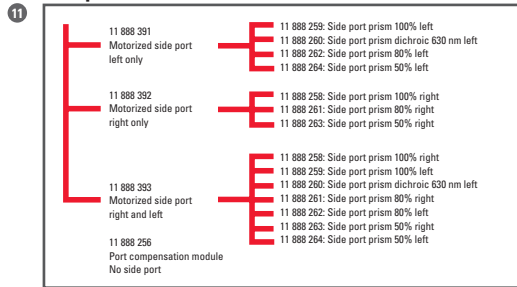 11
11 888 391
Motorized side port
left only
11 888 259: Side port prism 100% left
11 888 260: Side port prism dichroic 630 nm left
11 888 262: Side port prism 80% left
11 888 264: Side port prism 50% left
11 888 392
Motorized side port
right only
11 888 258: Side port prism 100% right
11 888 261: Side port prism 80% right
11 888 263: Side port prism 50% right
11 888 393
Motorized side port
right and left
11 888 258: Side port prism 100% right
11 888 259: Side port prism 100% left
11 888 260: Side port prism dichroic 630 nm left
11 888 261: Side port prism 80% right
11 888 262: Side port prism 80% left
11 888 263: Side port prism 50% right
11 888 264: Side port prism 50% left
11 888 256
Port compensation module
No side port